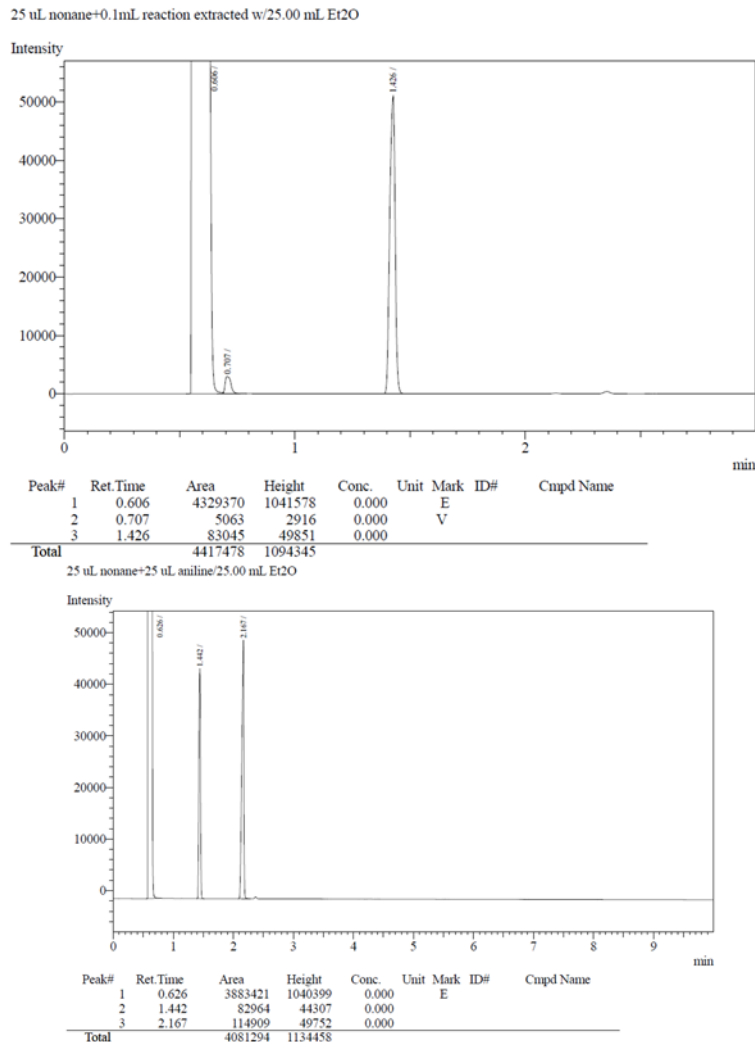 25 uL nonane+0.1mL reaction extracted w/25.00 mL Et2O
Intensity
50000
40000
30000
20000
10000
0
0.606 /
0.707 /
1.426 /
0 1 2
min
Peak# Ret.Time Area Height Conc. Unit Mark ID# Cmpd Name
1 0.606 4329370 1041578 0.000 E
2 0.707 5063 2916 0.000 V
3 1.426 83045 49851 0.000
Total 4417478 1094345
25 uL nonane+25 uL aniline/25.00 mL Et2O
Intensity
50000
40000
30000
20000
10000
0
0.626 /
1.442 /
2.167 /
0 1 2 3 4 5 6 7 8 9
min
Peak# Ret.Time Area Height Conc. Unit Mark ID# Cmpd Name
1 0.626 3883421 1040399 0.000 E
2 1.442 82964 44307 0.000
3 2.167 114909 49752 0.000
Total 4081294 1134458